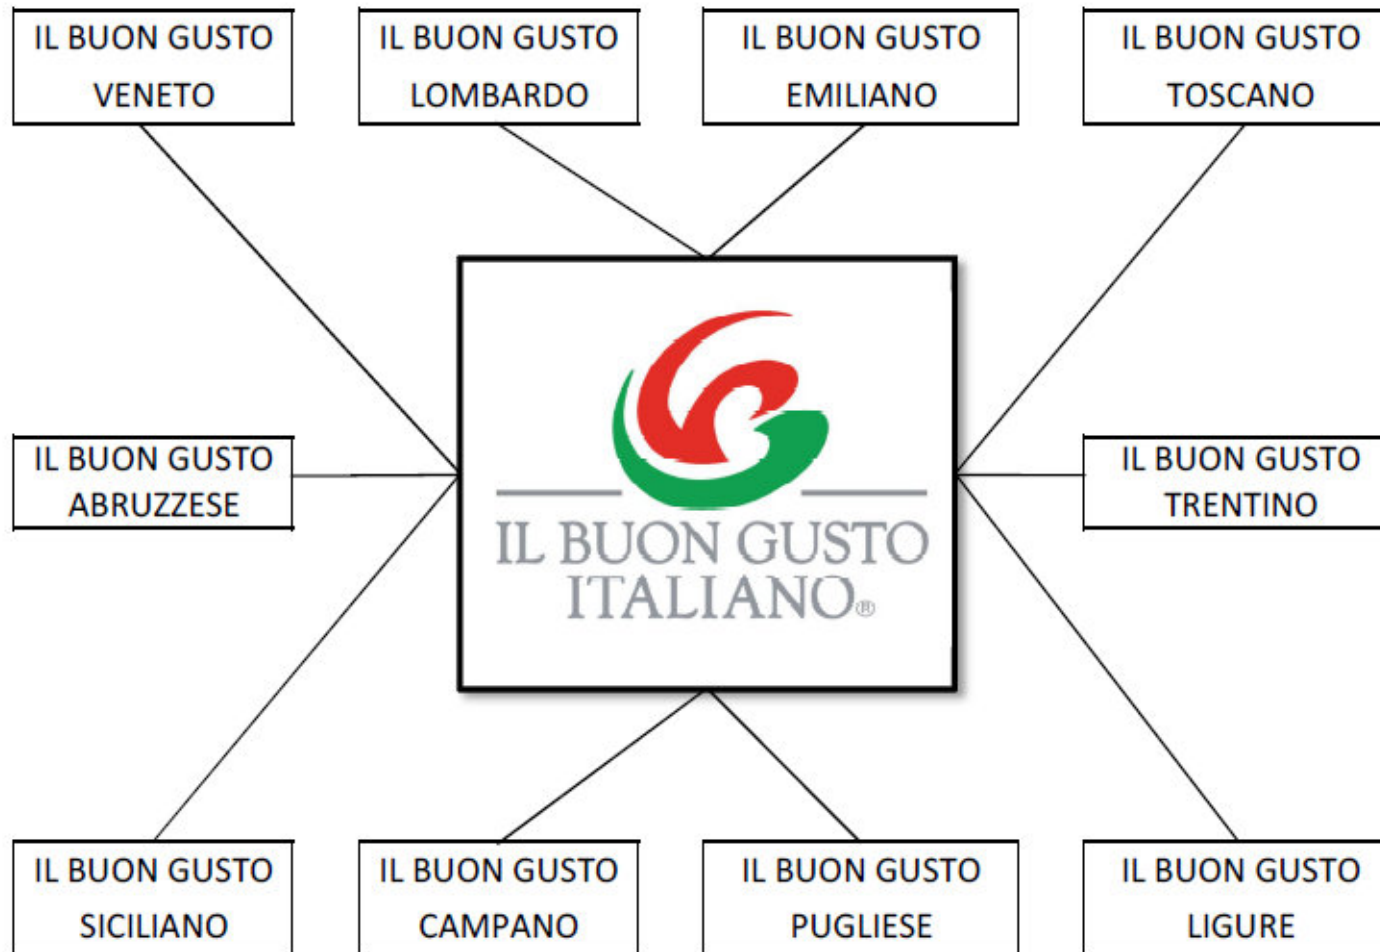 IL BUON GUSTO
VENETO
IL BUON GUSTO
LOMBARDO
IL BUON GUSTO
EMILIANO
IL BUON GUSTO
TOSCANO
IL BUON GUSTO
ABRUZZESE
IL BUON GUSTO
ITALIANO®
IL BUON GUSTO
TRENTINO
IL BUON GUSTO
SICILIANO
IL BUON GUSTO
CAMPANO
IL BUON GUSTO
PUGLIESE
IL BUON GUSTO
LIGURE